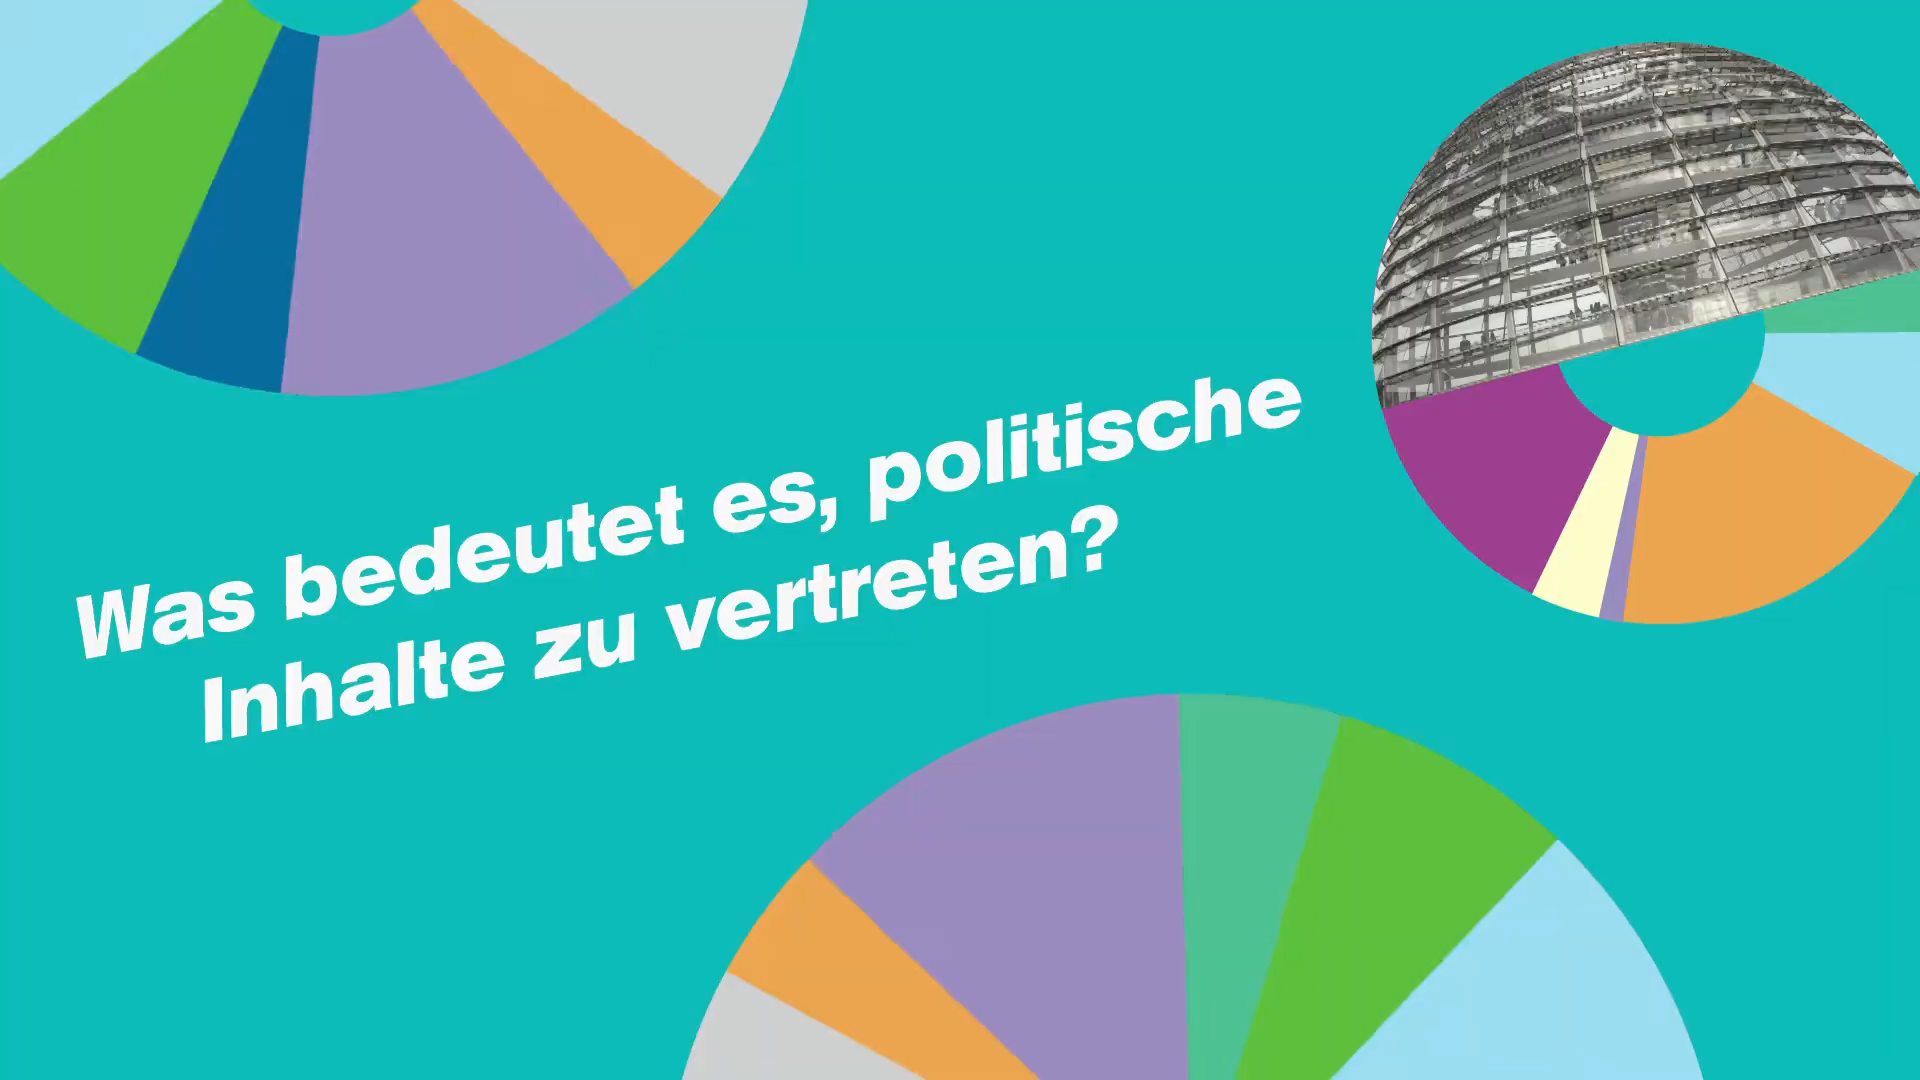 Was bedeutet es, politische
Inhalte zu vertreten?